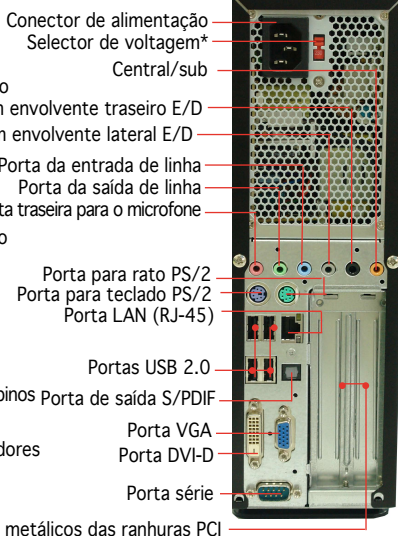 Conector de alimentação
Selector de voltagem*
Central/sub
o
envolvente traseiro E/D
envolvente lateral E/D
Porta da entrada de linha
Porta da saída de linha
traseira para o microfone
o
Porta para rato PS/2
Porta para teclado PS/2
Porta LAN (RJ-45)
Portas USB 2.0
Porta de saída S/PDIF
Porta VGA
Porta DVI-D
Porta série
metálicos das ranhuras PCI